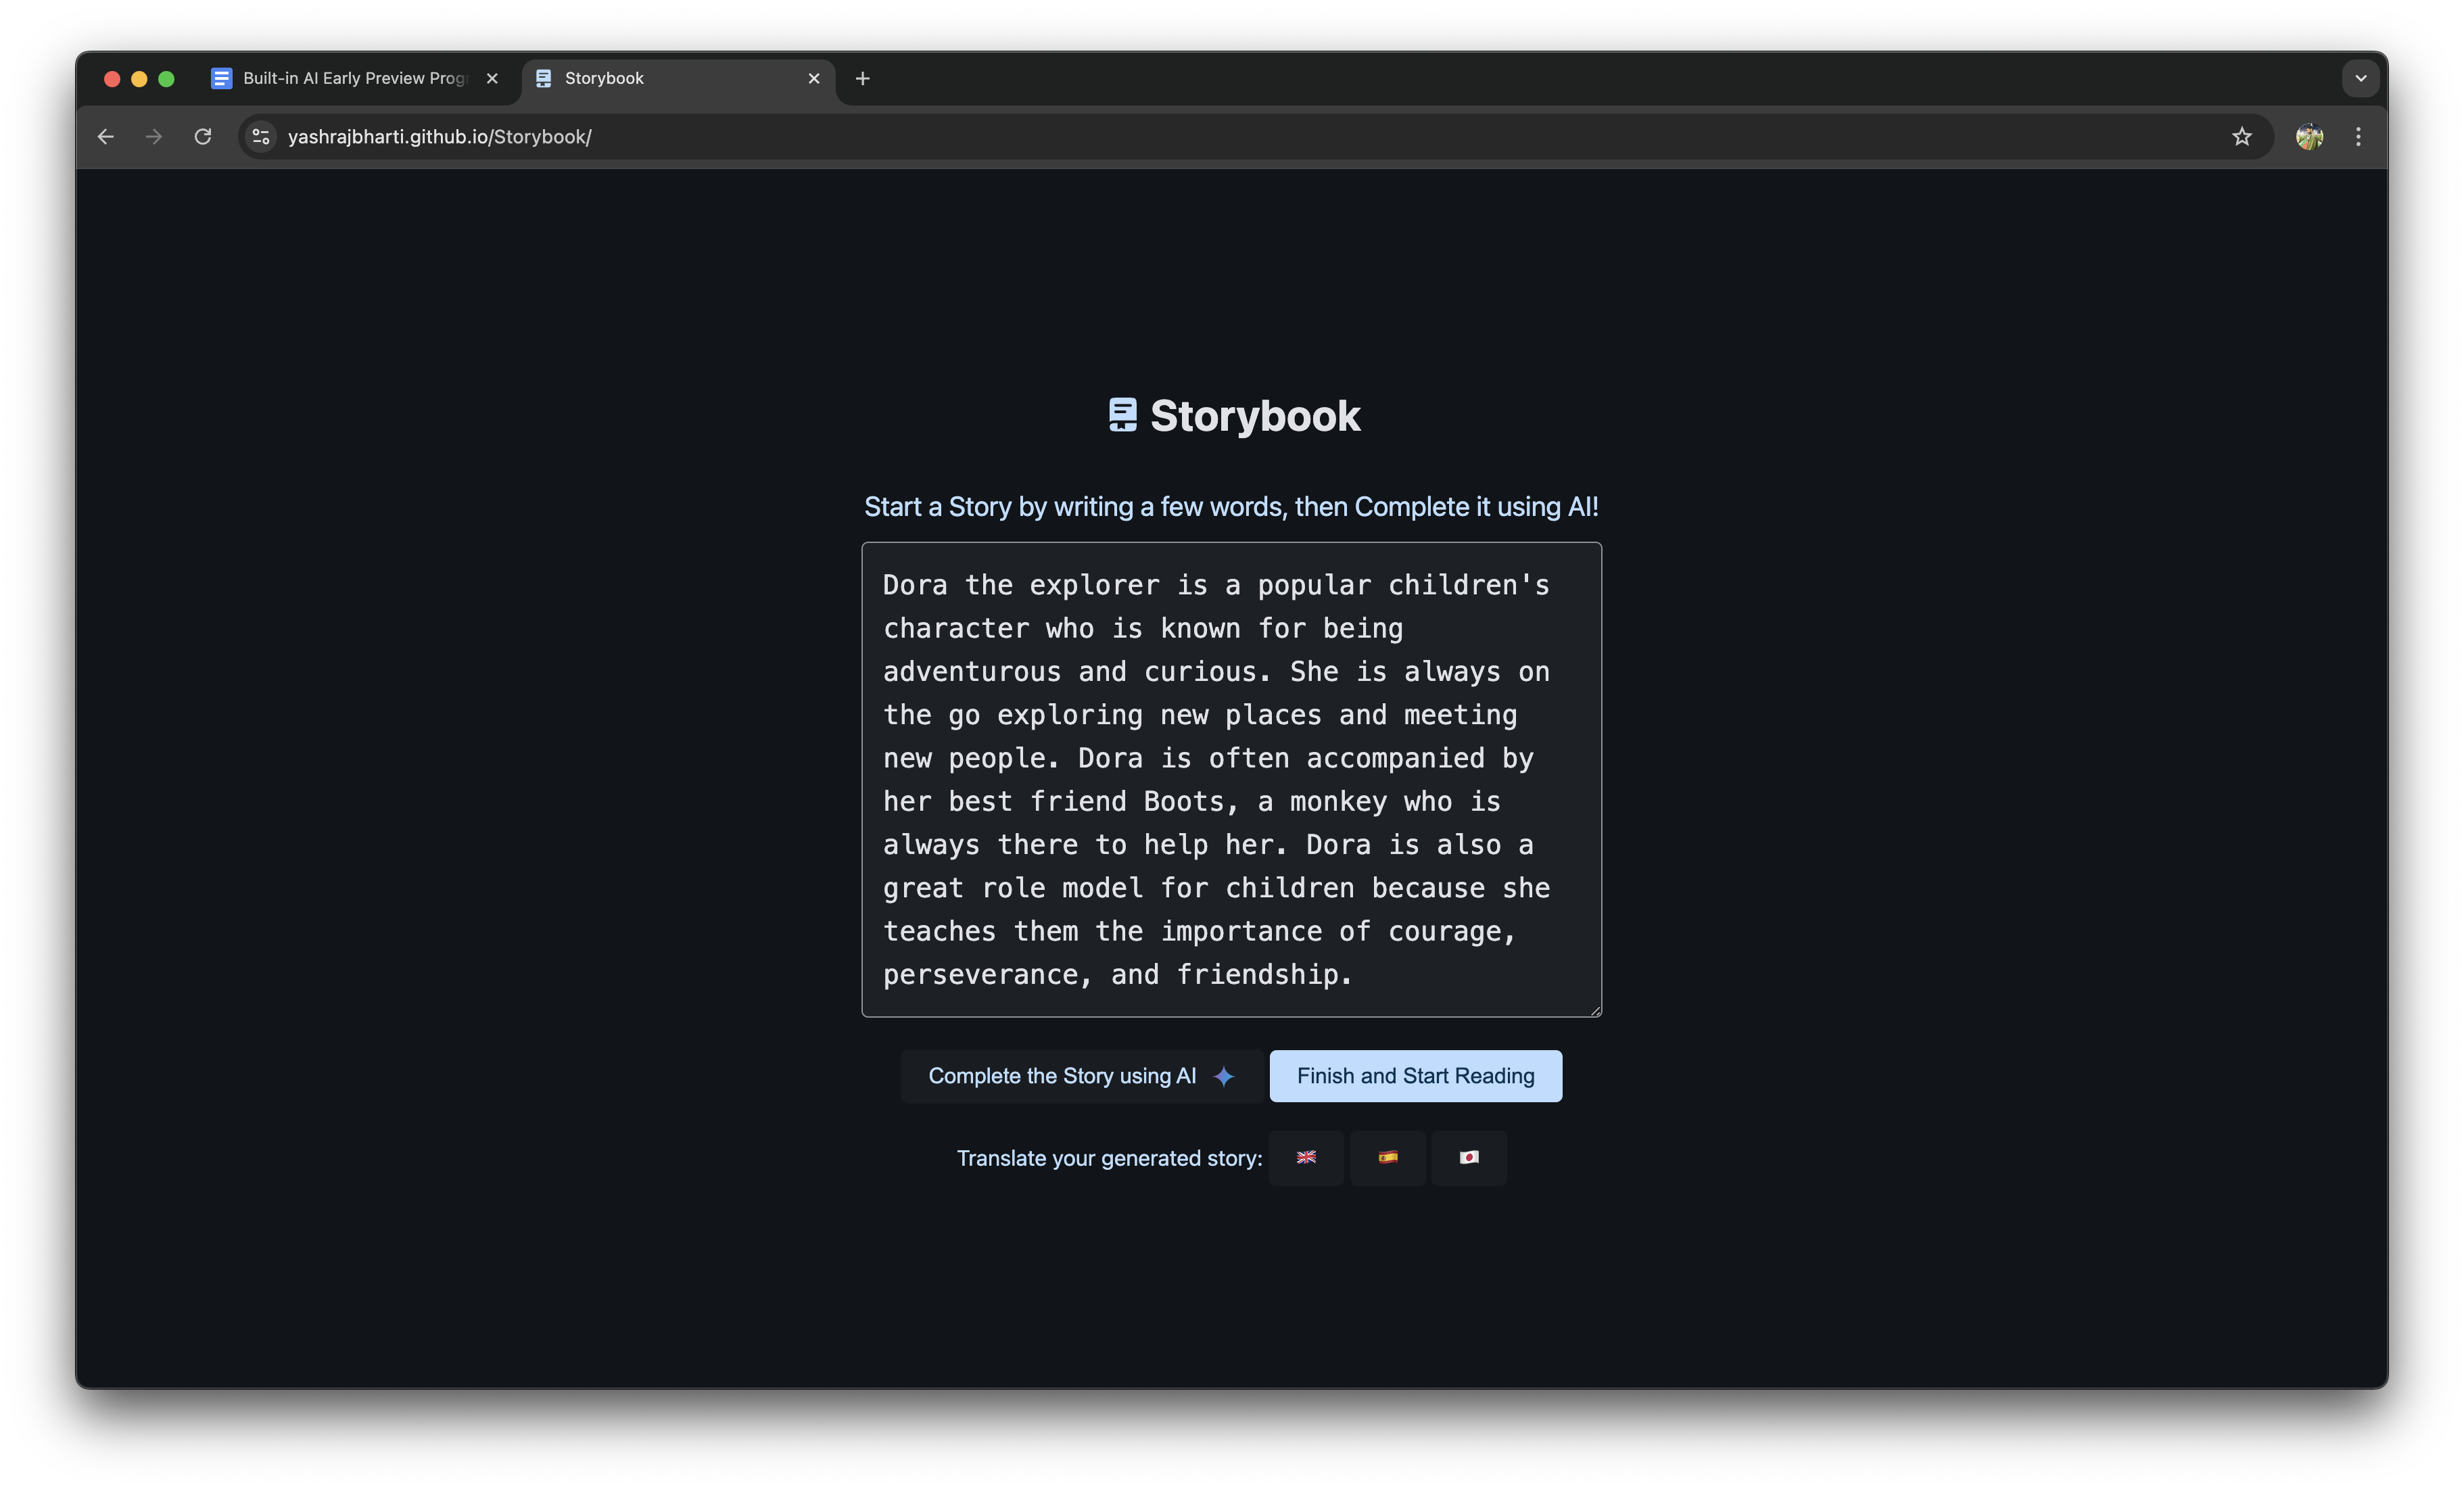 Built-in AI Early Preview Prog
Storybook
yashrajbharti.github.io/Storybook/
Storybook
Start a Story by writing a few words, then Complete it using AI!
Dora the explorer is a popular children's
character who is known for being
adventurous and curious. She is always on
the go exploring new places and meeting
new people. Dora is often accompanied by
her best friend Boots, a monkey who is
always there to help her. Dora is also a
great role model for children because she
teaches them the importance of courage,
perseverance, and friendship.
Complete the Story using AI
Finish and Start Reading
Translate your generated story: